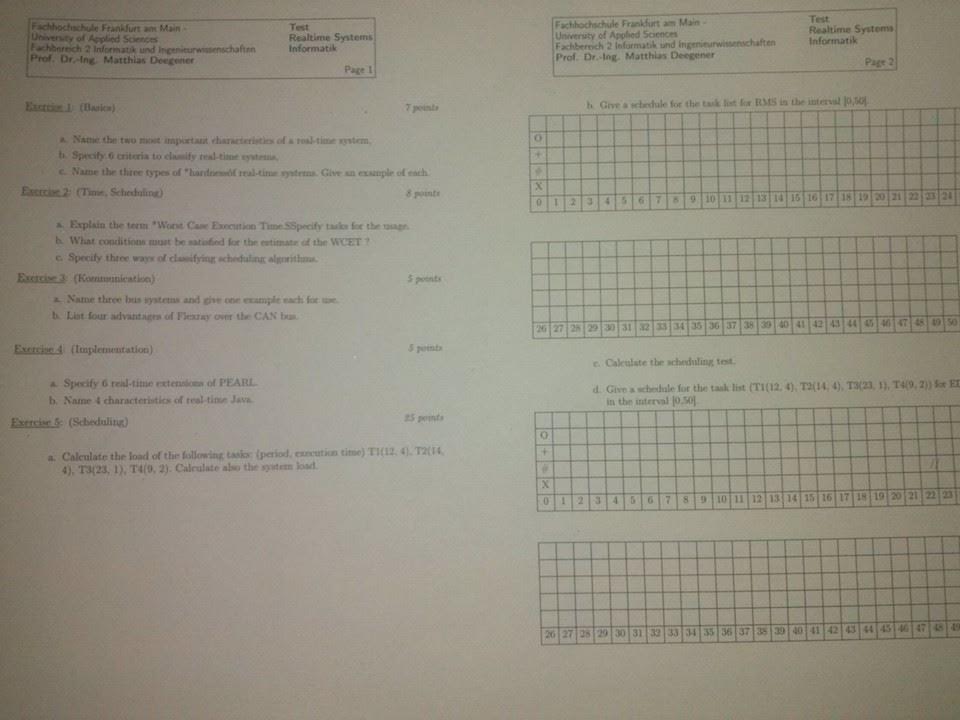 Fachhochschule Frankfurt am Main -
University of Applied Sciences
Fachbereich 2 Informatik und Ingenieurwissenschaften
Prof. Dr.-Ing. Matthias Deegener
Test
Realtime Systems
Informatik
Page 1
Exercise 1: (Basics) 7 points
a. Name the two most important characteristics of a real-time system.
b. Specify 6 criteria to classify real-time systems.
c. Name the three types of "hardnessöf real-time systems. Give an example of each.
Exercise 2: (Time, Scheduling) 8 points
a. Explain the term "Worst Case Execution Time.SSpecify tasks for the usage.
b. What conditions must be satisfied for the estimate of the WCET ?
c. Specify three ways of classifying scheduling algorithms.
Exercise 3: (Kommunication) 5 points
a. Name three bus systems and give one example each for use.
b. List four advantages of Flexray over the CAN bus.
Exercise 4: (Implementation) 5 points
a. Specify 6 real-time extensions of PEARL.
b. Name 4 characteristics of real-time Java.
Exercise 5: (Scheduling) 25 points
a. Calculate the load of the following tasks: (period, execution time) T1(12, 4), T2(14,
4), T3(23, 1), T4(9, 2). Calculate also the system load.
Fachhochschule Frankfurt am Main -
University of Applied Sciences
Fachbereich 2 Informatik und Ingenieurwissenschaften
Prof. Dr.-Ing. Matthias Deegener
Test
Realtime Systems
Informatik
Page 2
b. Give a schedule for the task list for RMS in the interval [0,50].
O
+
#
X
0 1 2 3 4 5 6 7 8 9 10 11 12 13 14 15 16 17 18 19 20 21 22 23 24
26 27 28 29 30 31 32 33 34 35 36 37 38 39 40 41 42 43 44 45 46 47 48 49 50
c. Calculate the scheduling test.
d. Give a schedule for the task list (T1(12, 4), T2(14, 4), T3(23, 1), T4(9, 2)) for
in the interval [0,50].
O
+
#
X
0 1 2 3 4 5 6 7 8 9 10 11 12 13 14 15 16 17 18 19 20 21 22 23
26 27 28 29 30 31 32 33 34 35 36 37 38 39 40 41 42 43 44 45 46 47 48 49